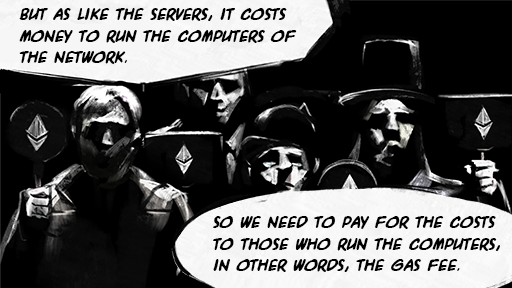 BUT AS LIKE THE SERVERS, IT COSTS
MONEY TO RUN THE COMPUTERS OF
THE NETWORK.
SO WE NEED TO PAY FOR THE COSTS
TO THOSE WHO RUN THE COMPUTERS,
IN OTHER WORDS, THE GAS FEE.